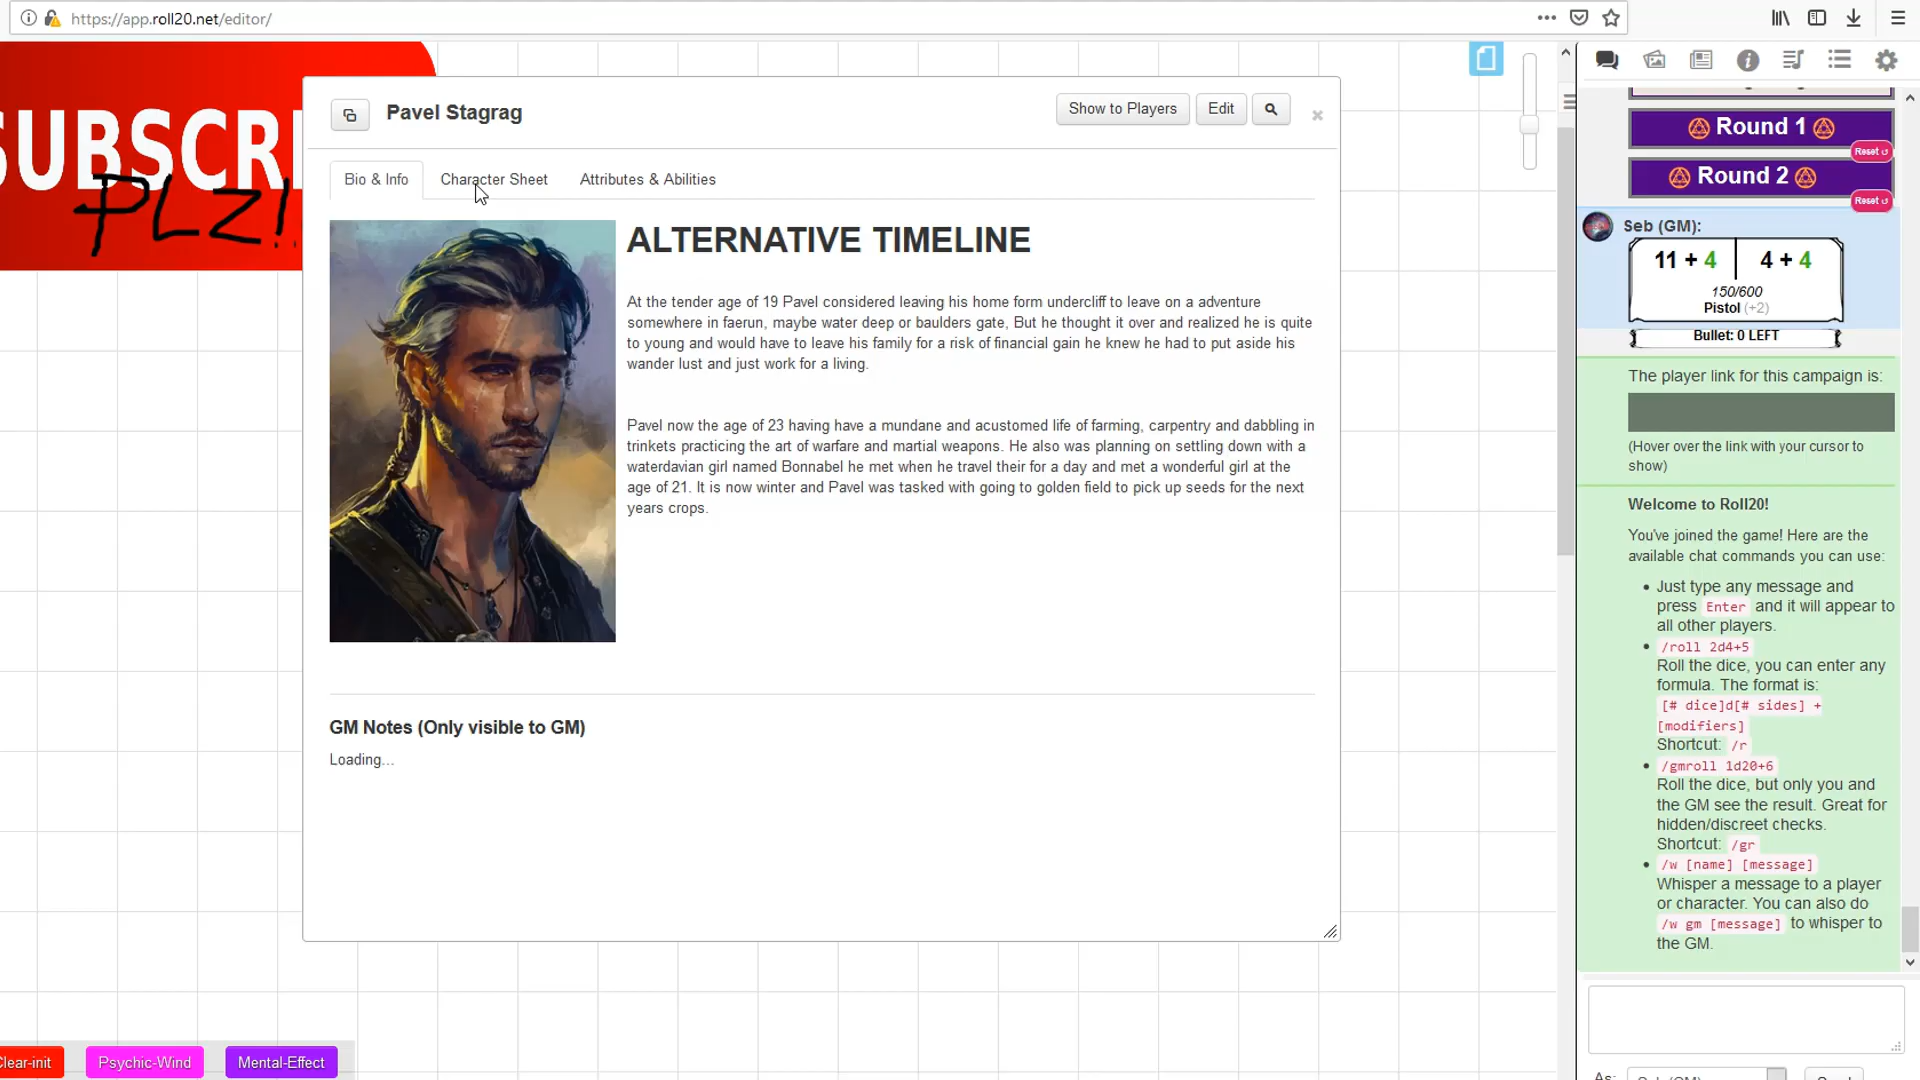 https://app.roll20.net/editor/
SUBSCRI
PLZ!
Pavel Stagrag
Show to Players
Edit
Bio & Info
Character Sheet
Attributes & Abilities
ALTERNATIVE TIMELINE
At the tender age of 19 Pavel considered leaving his home form undercliff to leave on a adventure
somewhere in faerun, maybe water deep or baulders gate, But he thought it over and realized he is quite
to young and would have to leave his family for a risk of financial gain he knew he had to put aside his
wander lust and just work for a living.
Pavel now the age of 23 having have a mundane and acustomed life of farming, carpentry and dabbling in
trinkets practicing the art of warfare and martial weapons. He also was planning on settling down with a
waterdavian girl named Bonnabel he met when he travel their for a day and met a wonderful girl at the
age of 21. It is now winter and Pavel was tasked with going to golden field to pick up seeds for the next
years crops.
GM Notes (Only visible to GM)
Loading...
Clear-init
Psychic-Wind
Mental-Effect
Round 1
Reset
Round 2
Reset
Seb (GM):
11 + 4 4 + 4
150/600
Pistol (+2)
Bullet: 0 LEFT
The player link for this campaign is:
(Hover over the link with your cursor to
show)
Welcome to Roll20!
You've joined the game! Here are the
available chat commands you can use:
Just type any message and
press Enter and it will appear to
all other players.
/roll 2d4+5
Roll the dice, you can enter any
formula. The format is:
[# dice]d[# sides] +
[modifiers]
Shortcut: /r
/gmroll 1d20+6
Roll the dice, but only you and
the GM see the result. Great for
hidden/discreet checks.
Shortcut: /gr
/w [name] [message]
Whisper a message to a player
or character. You can also do
/w gm [message] to whisper to
the GM.
As: Seb (GM)